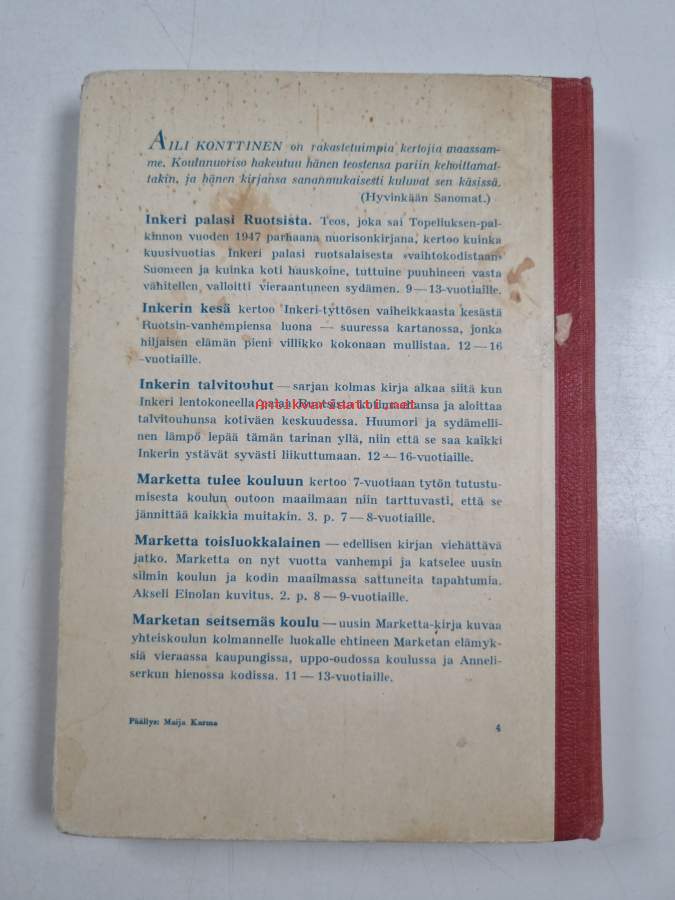 AILI KONTTINEN on rakastetuimpia kertojia maassam-
me. Koulunuoriso hakeutuu hänen teostensa pariin kehoittamat-
takin, ja hänen kirjansa sananmukaisesti kuluvat sen käsissä.
(Hyvinkään Sanomat.)
Inkeri palasi Ruotsista. Teos, joka sai Topeliuksen-pal-
kinnon vuoden 1947 parhaana nuorisonkirjana, kertoo kuinka
kuusivuotias Inkeri palasi ruotsalaisesta »vaihtokodistaan»
Suomeen ja kuinka koti hauskoine, tuttuine puuhineen vasta
vähitellen valloitti vieraantuneen sydämen. 9—13-vuotiaille.
Inkerin kesä kertoo Inkeri-tyttösen vaiheikkaasta kesästä
Ruotsin-vanhempiensa luona — suuressa kartanossa, jonka
hiljaisen elämän pieni villikko kokonaan mullistaa. 12—16
-vuotiaille.
Inkerin talvitouhut — sarjan kolmas kirja alkaa siitä kun
Inkeri lentokoneella palaa Ruotsista kotimaahansa ja aloittaa
Antikvariaatti.net
talvitouhunsa kotiväen keskuudessa. Huumori ja sydämelli-
nen lämpö lepää tämän tarinan yllä, niin että se saa kaikki
Inkerin ystävät syvästi liikuttumaan. 12—16-vuotiaille.
Marketta tulee kouluun kertoo 7-vuotiaan tytön tutustu-
misesta koulun outoon maailmaan niin tarttuvasti, että se
jännittää kaikkia muitakin. 3. p. 7—8-vuotiaille.
Marketta toisluokkalainen — edellisen kirjan viehättävä
jatko. Marketta on nyt vuotta vanhempi ja katselee uusin
silmin koulun ja kodin maailmassa sattuneita tapahtumia.
Akseli Einolan kuvitus. 2. p. 8—9-vuotiaille.
Marketan seitsemäs koulu — uusin Marketta-kirja kuvaa
yhteiskoulun kolmannelle luokalle ehtineen Marketan elämyk-
siä vieraassa kaupungissa, uppo-oudossa koulussa ja Anneli-
serkun hienossa kodissa. 11—13-vuotiaille.
Päällys: Maija Karma
4